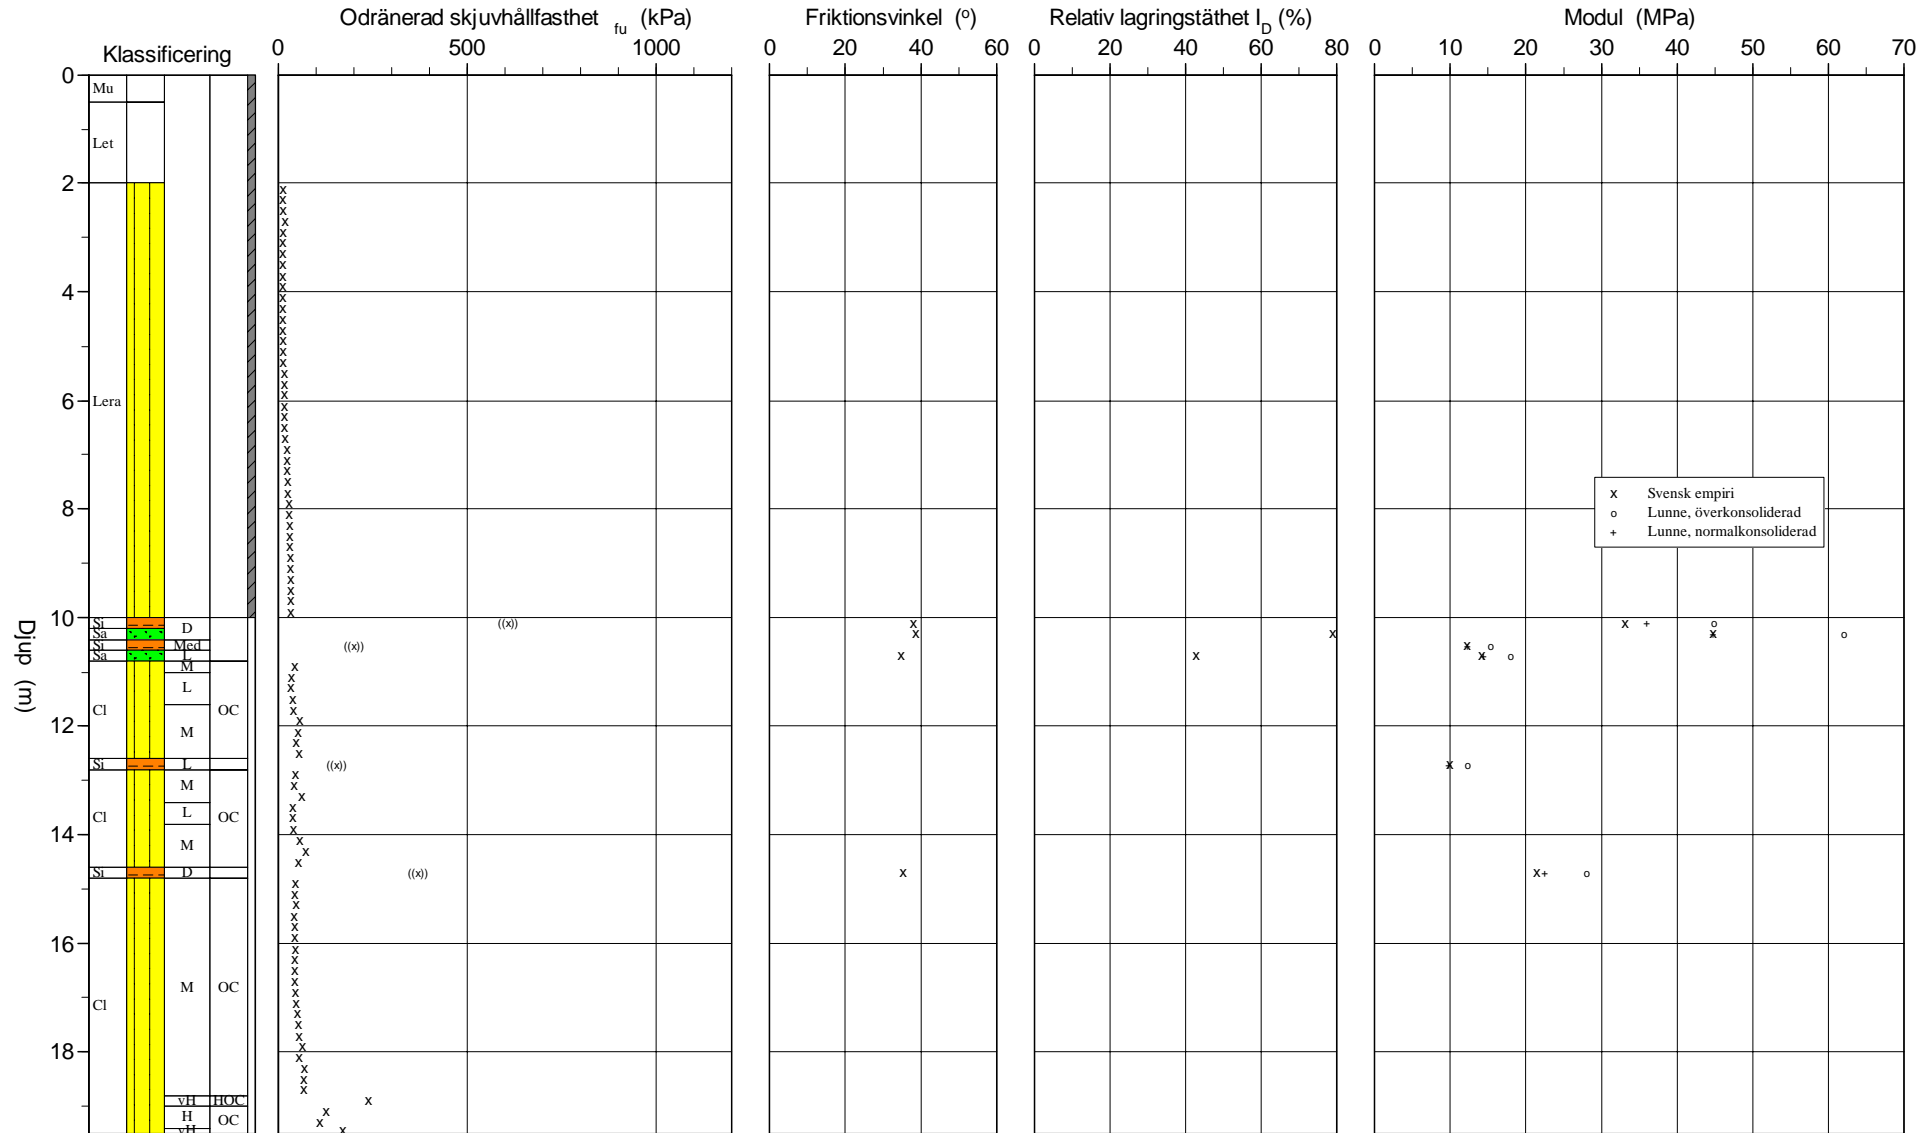 Odränerad skjuvhållfasthet fu (kPa)
Friktionsvinkel (o)
Relativ lagringstäthet ID (%)
Modul (MPa)
Klassificering
0 500 1000
0 20 40 60
0 20 40 60 80
0 10 20 30 40 50 60 70
Djup (m)
0
2
4
6
8
10
12
14
16
18
Mu
Let
Lera
Si D
Sa
Si Med
Sa L
M
L
Cl OC
M
Si L
M
L
Cl OC
M
Si D
M OC
Cl
vH HOC
H
OC
vH
((x))
((x))
((x))
((x))
x Svensk empiri
o Lunne, överkonsoliderad
+ Lunne, normalkonsoliderad